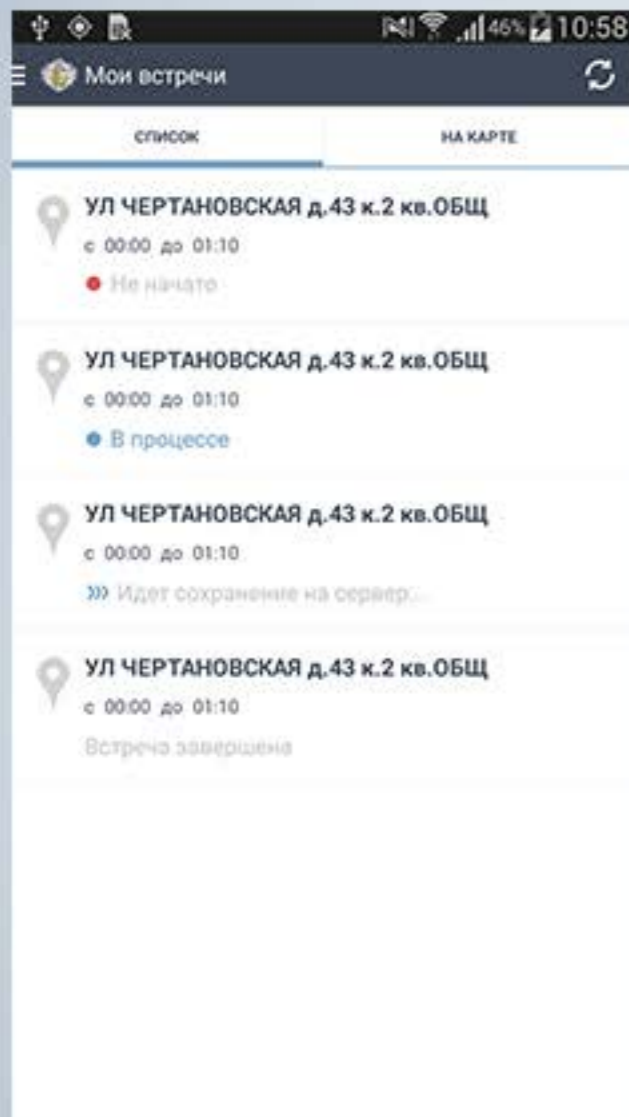 46% 10:58
Мои встречи
СПИСОК
НА КАРТЕ
УЛ ЧЕРТАНОВСКАЯ д.43 к.2 кв.ОБЩ
с 00:00 до 01:10
Не начато
УЛ ЧЕРТАНОВСКАЯ д.43 к.2 кв.ОБЩ
с 00:00 до 01:10
В процессе
УЛ ЧЕРТАНОВСКАЯ д.43 к.2 кв.ОБЩ
с 00:00 до 01:10
Идет сохранение на сервер...
УЛ ЧЕРТАНОВСКАЯ д.43 к.2 кв.ОБЩ
с 00:00 до 01:10
Встреча завершена